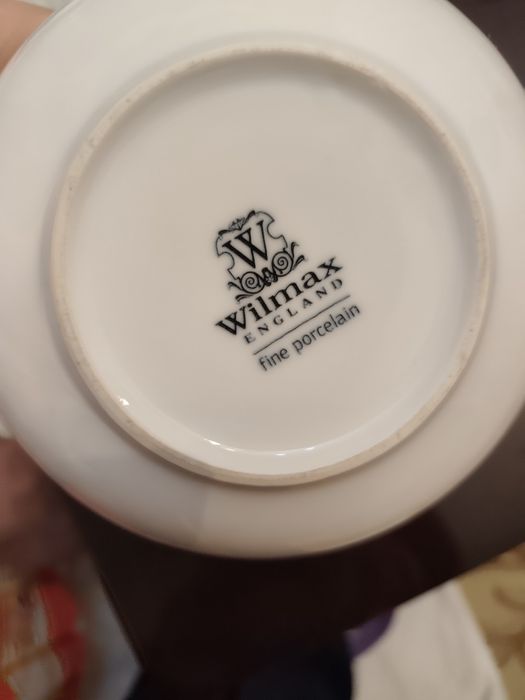 W
Wilmax
ENGLAND
fine porcelain